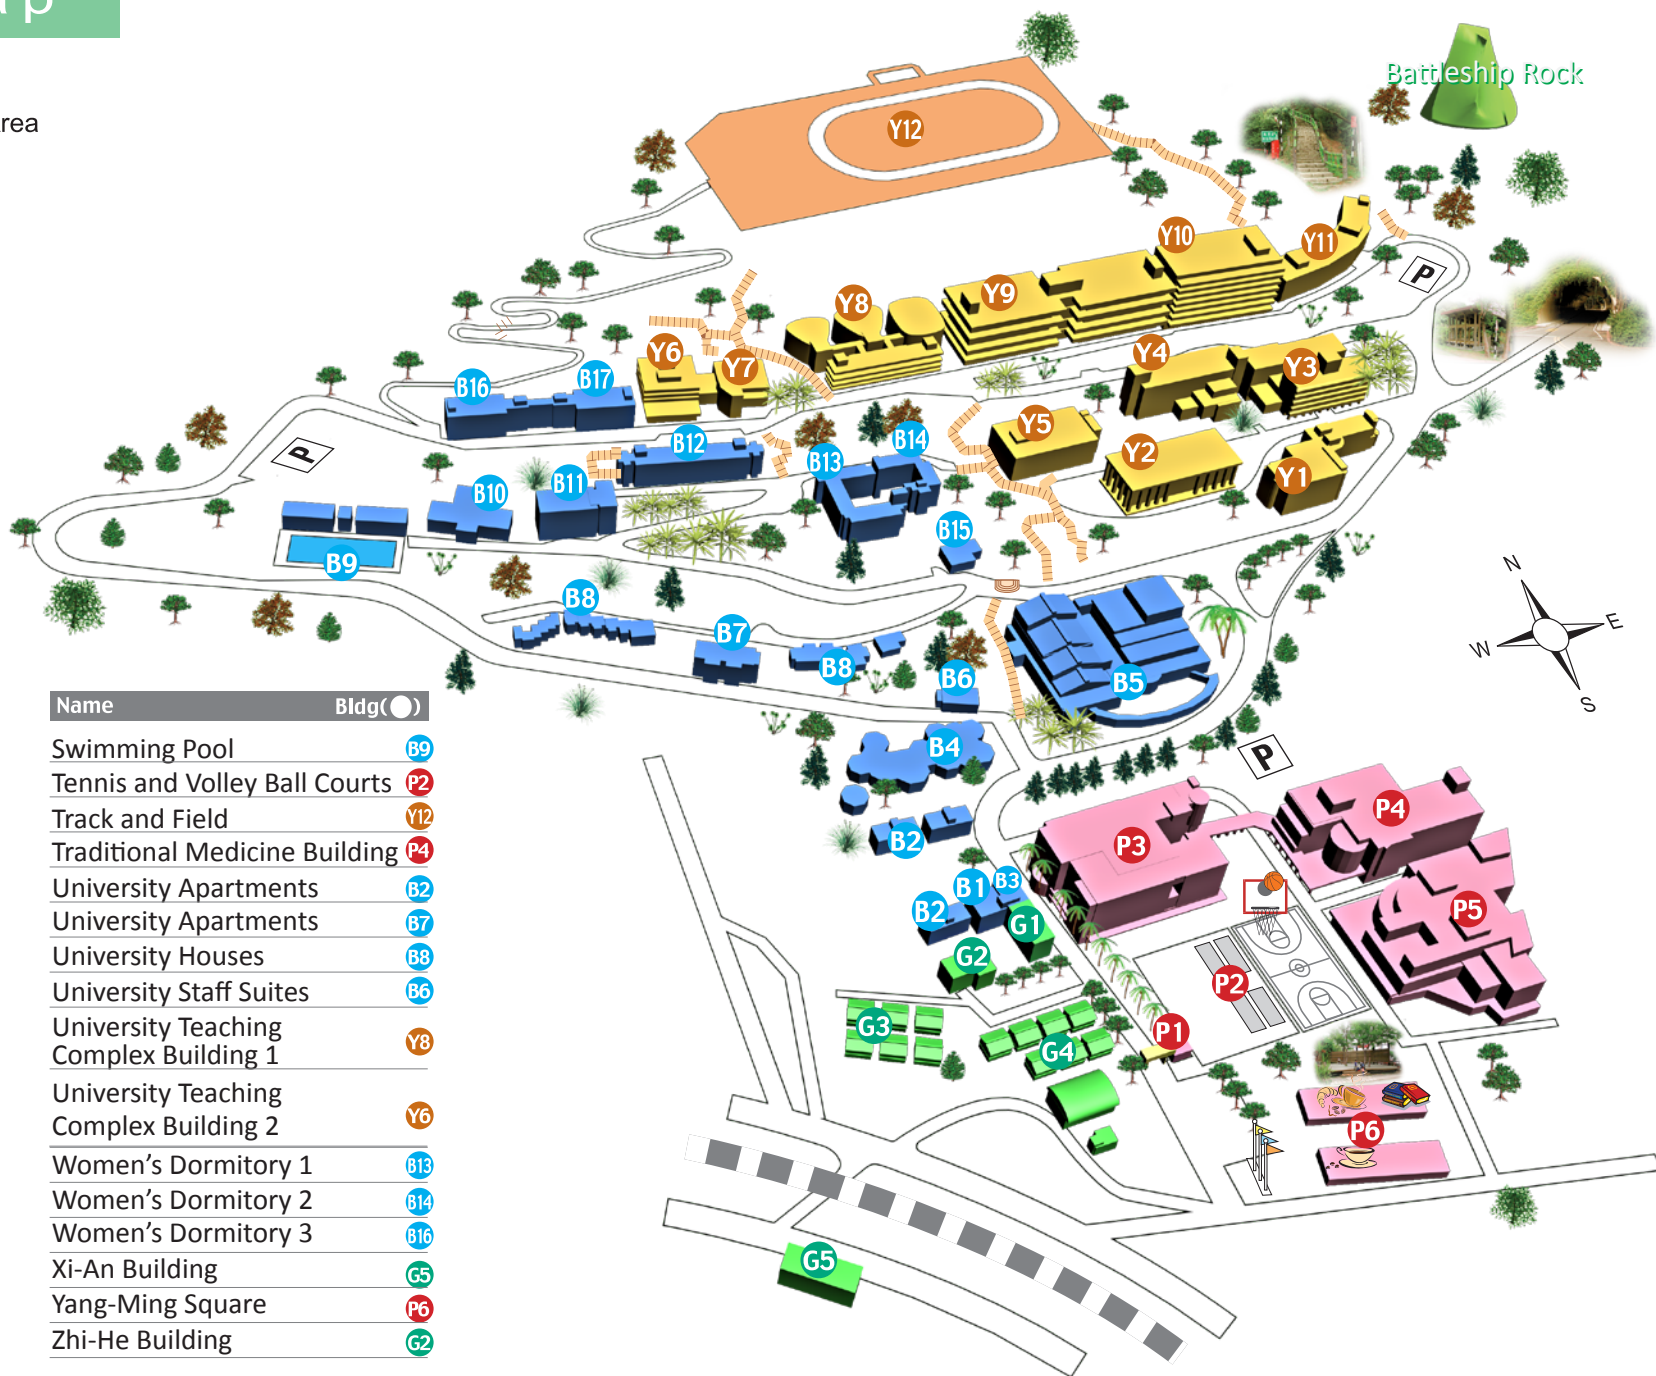 ap
rea
Battleship Rock
Y12
Y10
Y11
P
Y9
Y8
Y4
Y6
Y7
Y3
B17
B16
Y5
B14
B12
Y2
P
B13
Y1
B11
B10
B15
B9
N
B8
E
B7
W
B8
B6
B5
S
B4
P
P4
B2
P3
B3
B1
B2
P5
G1
G2
P2
G3
P1
G4
P6
G5
Name Bldg( )
Swimming Pool B9
Tennis and Volley Ball Courts P2
Track and Field Y12
Traditional Medicine Building P4
University Apartments B2
University Apartments B7
University Houses B8
University Staff Suites B6
University Teaching
Complex Building 1 Y8
University Teaching
Complex Building 2 Y6
Women's Dormitory 1 B13
Women's Dormitory 2 B14
Women's Dormitory 3 B16
Xi-An Building G5
Yang-Ming Square P6
Zhi-He Building G2